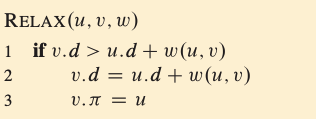 RELAX(u, v, w)
1 if v.d > u.d + w(u, v)
2 v.d = u.d + w(u, v)
3 v.π = u